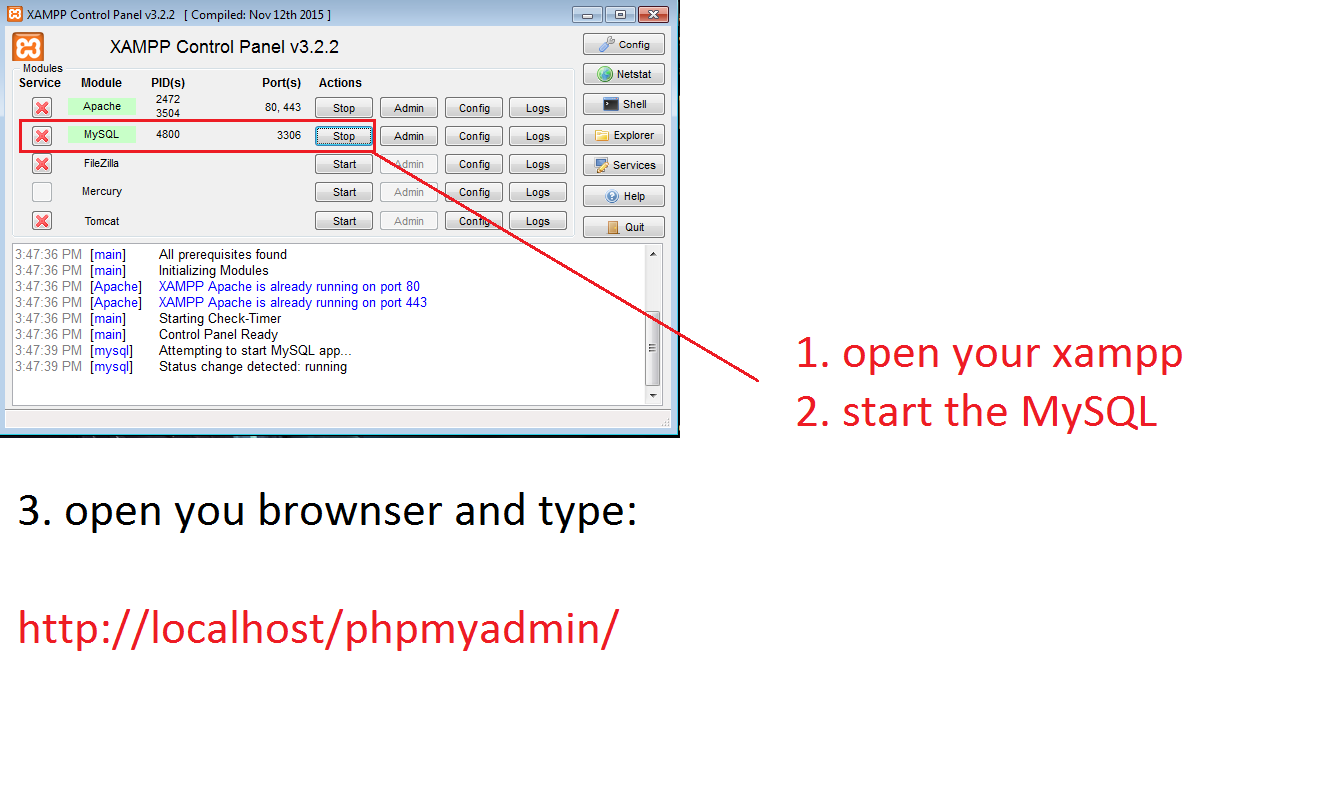 XAMPP Control Panel v3.2.2 [ Compiled: Nov 12th 2015 ]
XAMPP Control Panel v3.2.2
Config
Modules
Service Module PID(s) Port(s) Actions
Netstat
Apache 2472 3504 80, 443 Stop Admin Config Logs
Shell
MySQL 4800 3306 Stop Admin Config Logs
Explorer
FileZilla Start Admin Config Logs
Services
Mercury Start Admin Config Logs
Help
Tomcat Start Admin Config Logs
Quit
3:47:36 PM [main] All prerequisites found
3:47:36 PM [main] Initializing Modules
3:47:36 PM [Apache] XAMPP Apache is already running on port 80
3:47:36 PM [Apache] XAMPP Apache is already running on port 443
3:47:36 PM [main] Starting Check-Timer
3:47:36 PM [main] Control Panel Ready
3:47:39 PM [mysql] Attempting to start MySQL app...
3:47:39 PM [mysql] Status change detected: running
1. open your xampp
2. start the MySQL
3. open you brownser and type:
http://localhost/phpmyadmin/